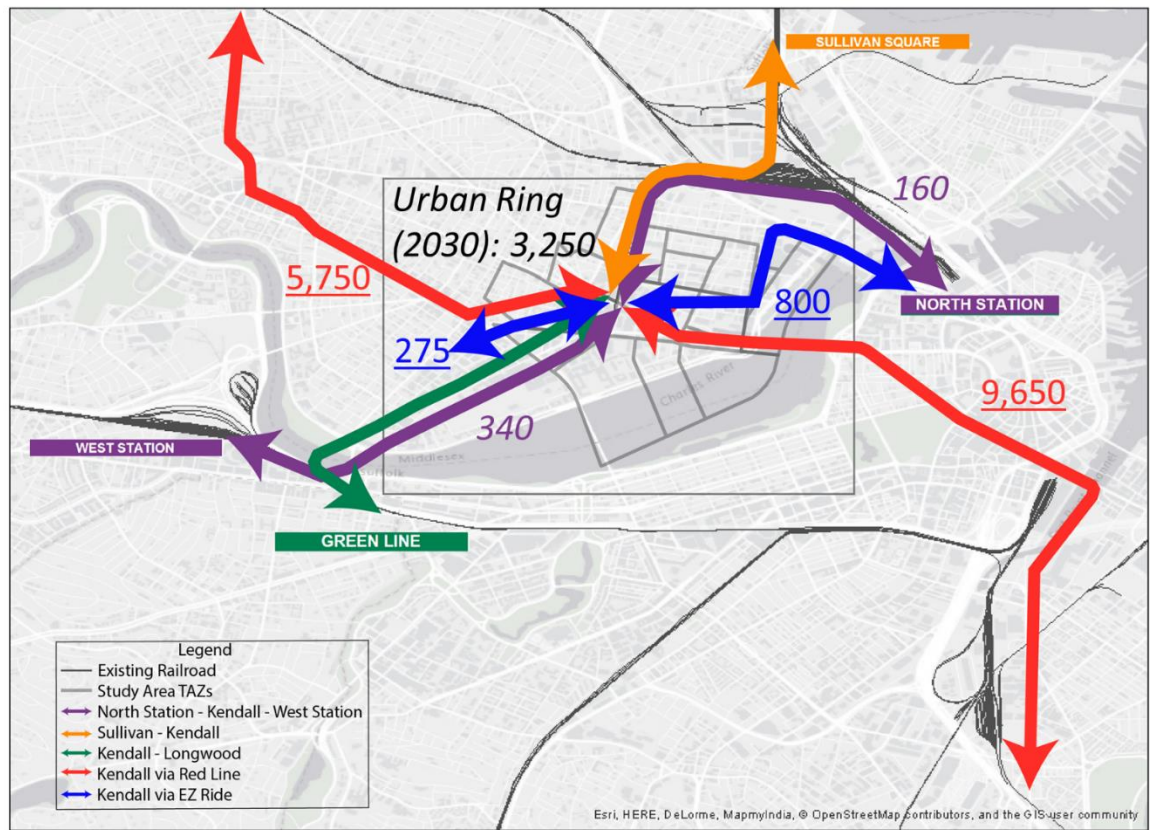 SULLIVAN SQUARE
160
Urban Ring
(2030): 3,250
5,750
NORTH STATION
800
275
Charles River
9,650
340
WEST STATION
Middlesex
Suffolk
GREEN LINE
Legend
Existing Railroad
Study Area TAZs
North Station - Kendall - West Station
Sullivan - Kendall
Kendall - Longwood
Kendall via Red Line
Kendall via EZ Ride
Esri, HERE, DeLorme, MapmyIndia, © OpenStreetMap contributors, and the GIS user community